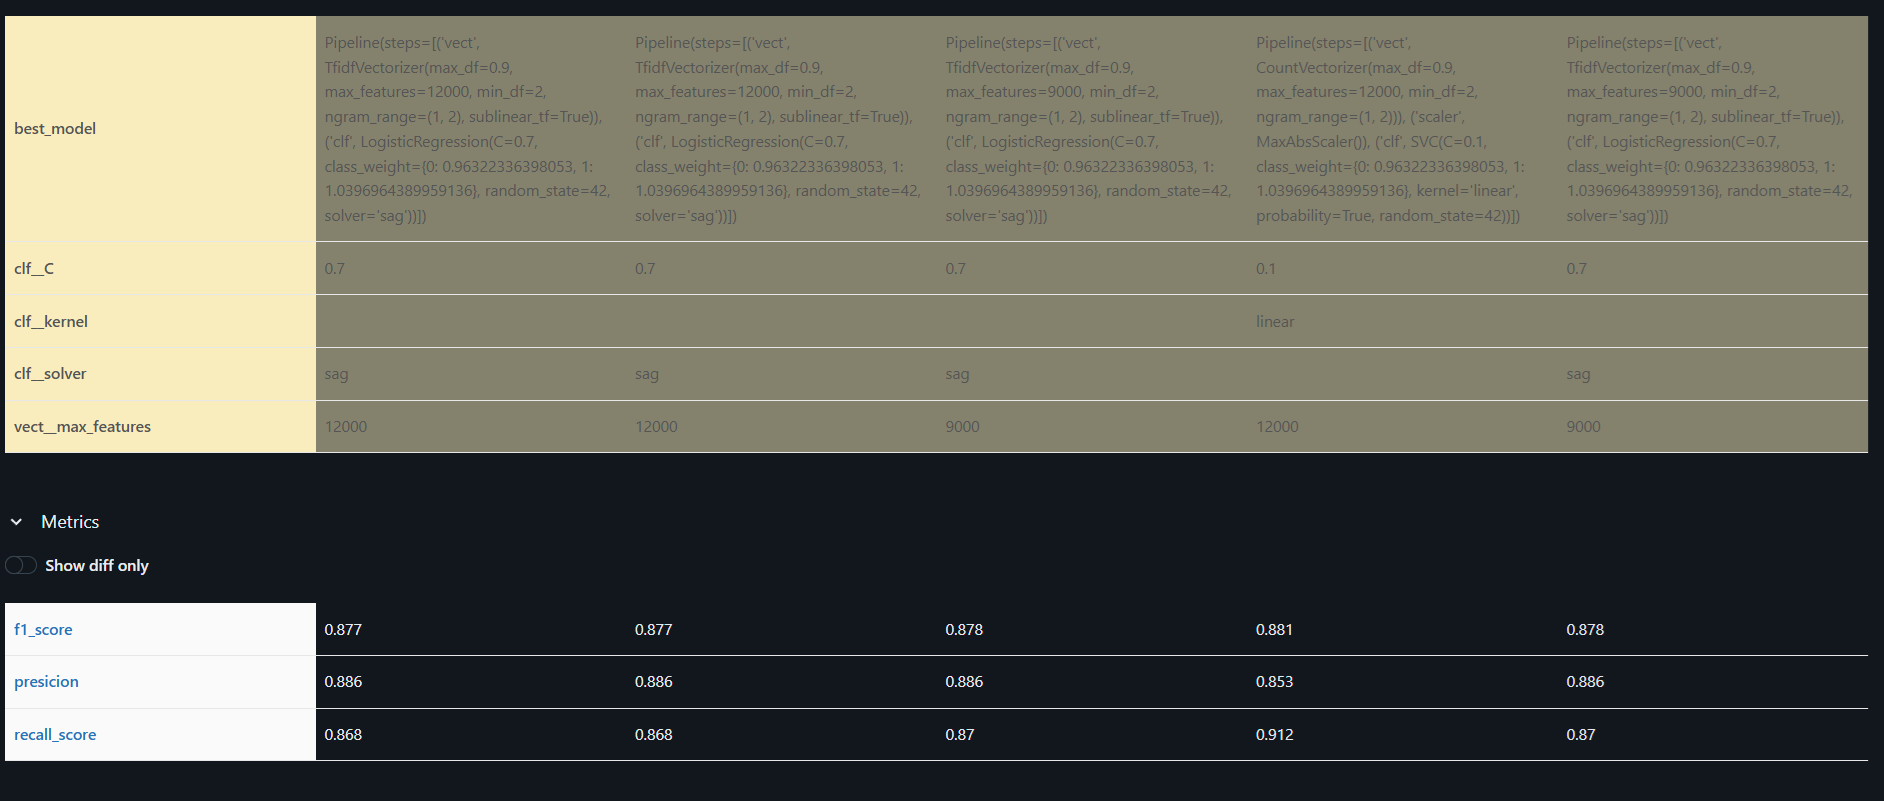 best_model
Pipeline(steps=[('vect',
TfidfVectorizer(max_df=0.9,
max_features=12000, min_df=2,
ngram_range=(1, 2), sublinear_tf=True)),
('clf', LogisticRegression(C=0.7,
class_weight={0: 0.96322336398053, 1:
1.0396964389959136}, random_state=42,
solver='sag'))])
Pipeline(steps=[('vect',
TfidfVectorizer(max_df=0.9,
max_features=12000, min_df=2,
ngram_range=(1, 2), sublinear_tf=True)),
('clf', LogisticRegression(C=0.7,
class_weight={0: 0.96322336398053, 1:
1.0396964389959136}, random_state=42,
solver='sag'))])
Pipeline(steps=[('vect',
TfidfVectorizer(max_df=0.9,
max_features=9000, min_df=2,
ngram_range=(1, 2), sublinear_tf=True)),
('clf', LogisticRegression(C=0.7,
class_weight={0: 0.96322336398053, 1:
1.0396964389959136}, random_state=42,
solver='sag'))])
Pipeline(steps=[('vect',
CountVectorizer(max_df=0.9,
max_features=12000, min_df=2,
ngram_range=(1, 2))), ('scaler',
MaxAbsScaler()), ('clf', SVC(C=0.1,
class_weight={0: 0.96322336398053, 1:
1.0396964389959136}, kernel='linear',
probability=True, random_state=42))])
Pipeline(steps=[('vect',
TfidfVectorizer(max_df=0.9,
max_features=9000, min_df=2,
ngram_range=(1, 2), sublinear_tf=True)),
('clf', LogisticRegression(C=0.7,
class_weight={0: 0.96322336398053, 1:
1.0396964389959136}, random_state=42,
solver='sag'))])
clf__C 0.7 0.7 0.7 0.1 0.7
clf__kernel linear
clf__solver sag sag sag sag
vect__max_features 12000 12000 9000 12000 9000
Metrics
Show diff only
f1_score 0.877 0.877 0.878 0.881 0.878
presicion 0.886 0.886 0.886 0.853 0.886
recall_score 0.868 0.868 0.87 0.912 0.87